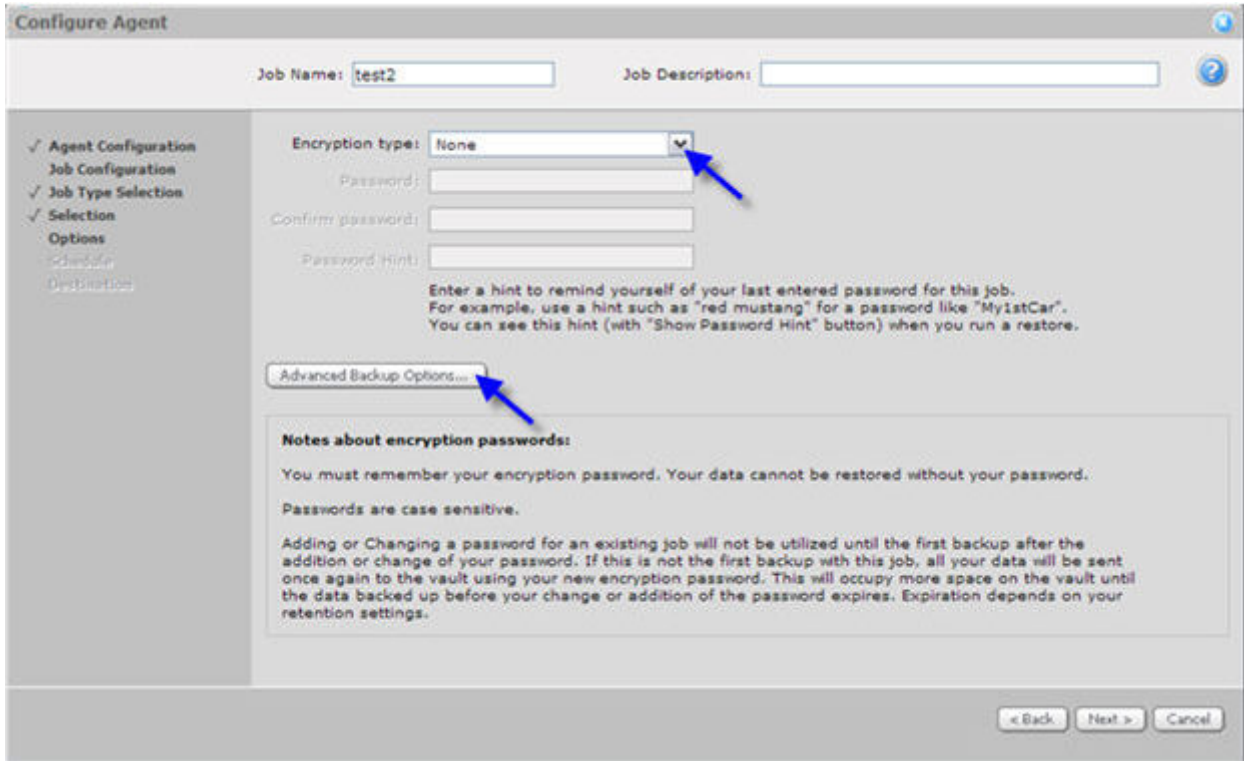 Configure Agent
Job Name: test2 Job Description:
✓ Agent Configuration
Job Configuration
✓ Job Type Selection
✓ Selection
Options
Schedule
Destination
Encryption type: None
Password:
Confirm password:
Password Hint:
Enter a hint to remind yourself of your last entered password for this job.
For example, use a hint such as "red mustang" for a password like "My1stCar".
You can see this hint (with "Show Password Hint" button) when you run a restore.
Advanced Backup Options...
Notes about encryption passwords:
You must remember your encryption password. Your data cannot be restored without your password.
Passwords are case sensitive.
Adding or Changing a password for an existing job will not be utilized until the first backup after the
addition or change of your password. If this is not the first backup with this job, all your data will be sent
once again to the vault using your new encryption password. This will occupy more space on the vault until
the data backed up before your change or addition of the password expires. Expiration depends on your
retention settings.
< Back Next > Cancel